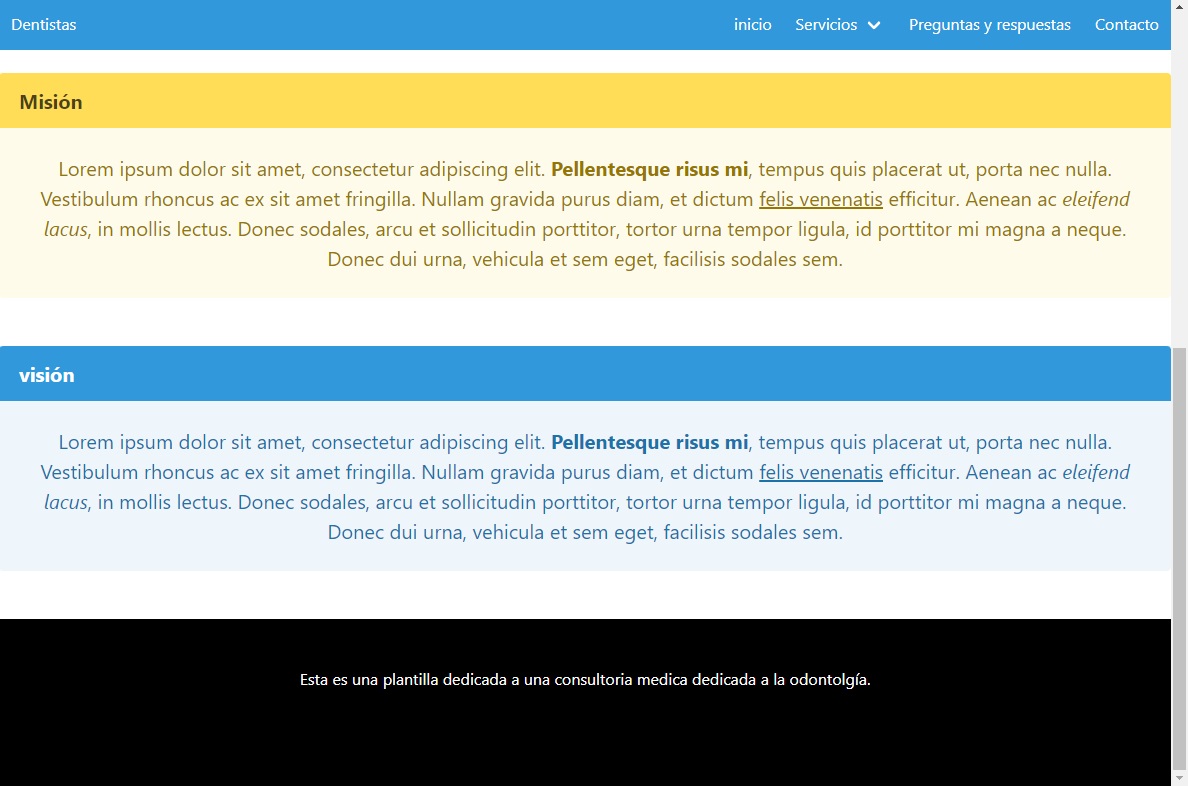 Dentistas
inicio Servicios Preguntas y respuestas Contacto
Misión
Lorem ipsum dolor sit amet, consectetur adipiscing elit. Pellentesque risus mi, tempus quis placerat ut, porta nec nulla.
Vestibulum rhoncus ac ex sit amet fringilla. Nullam gravida purus diam, et dictum felis venenatis efficitur. Aenean ac eleifend
lacus, in mollis lectus. Donec sodales, arcu et sollicitudin porttitor, tortor urna tempor ligula, id porttitor mi magna a neque.
Donec dui urna, vehicula et sem eget, facilisis sodales sem.
visión
Lorem ipsum dolor sit amet, consectetur adipiscing elit. Pellentesque risus mi, tempus quis placerat ut, porta nec nulla.
Vestibulum rhoncus ac ex sit amet fringilla. Nullam gravida purus diam, et dictum felis venenatis efficitur. Aenean ac eleifend
lacus, in mollis lectus. Donec sodales, arcu et sollicitudin porttitor, tortor urna tempor ligula, id porttitor mi magna a neque.
Donec dui urna, vehicula et sem eget, facilisis sodales sem.
Esta es una plantilla dedicada a una consultoria medica dedicada a la odontolgía.